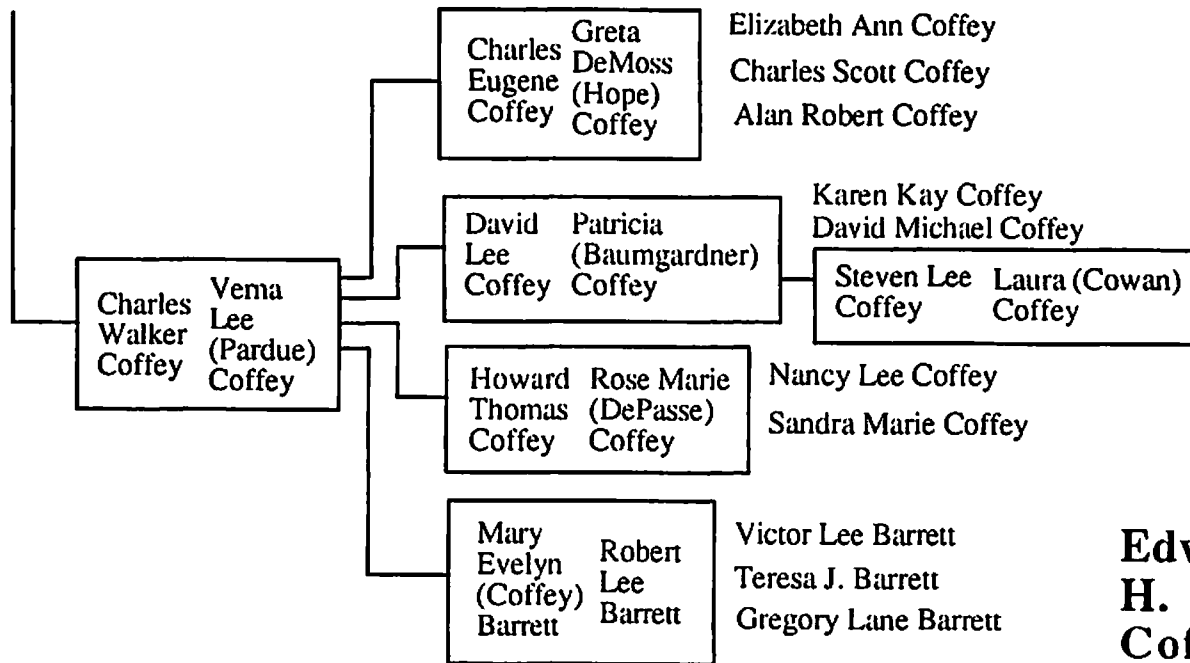 Charles
Eugene
Coffey
Greta
DeMoss
(Hope)
Coffey
Elizabeth Ann Coffey
Charles Scott Coffey
Alan Robert Coffey
Charles
Walker
Coffey
Verna
Lee
(Pardue)
Coffey
David
Lee
Coffey
Patricia
(Baumgardner)
Coffey
Karen Kay Coffey
David Michael Coffey
Steven Lee
Coffey
Laura (Cowan)
Coffey
Howard
Thomas
Coffey
Rose Marie
(DePasse)
Coffey
Nancy Lee Coffey
Sandra Marie Coffey
Mary
Evelyn
(Coffey)
Barrett
Robert
Lee
Barrett
Victor Lee Barrett
Teresa J. Barrett
Gregory Lane Barrett
H.